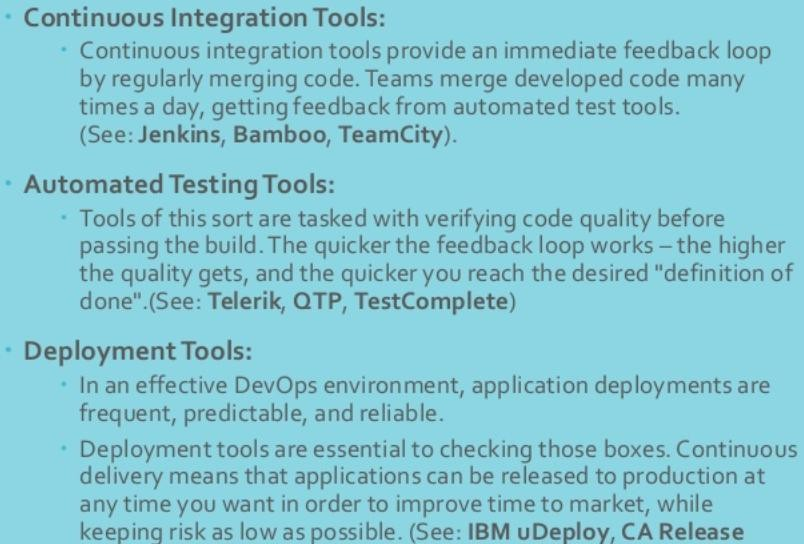 • Continuous Integration Tools:
• Continuous integration tools provide an immediate feedback loop
by regularly merging code. Teams merge developed code many
times a day, getting feedback from automated test tools.
(See: Jenkins, Bamboo, TeamCity).
• Automated Testing Tools:
• Tools of this sort are tasked with verifying code quality before
passing the build. The quicker the feedback loop works – the higher
the quality gets, and the quicker you reach the desired "definition of
done".(See: Telerik, QTP, TestComplete)
• Deployment Tools:
• In an effective DevOps environment, application deployments are
frequent, predictable, and reliable.
• Deployment tools are essential to checking those boxes. Continuous
delivery means that applications can be released to production at
any time you want in order to improve time to market, while
keeping risk as low as possible. (See: IBM uDeploy, CA Release